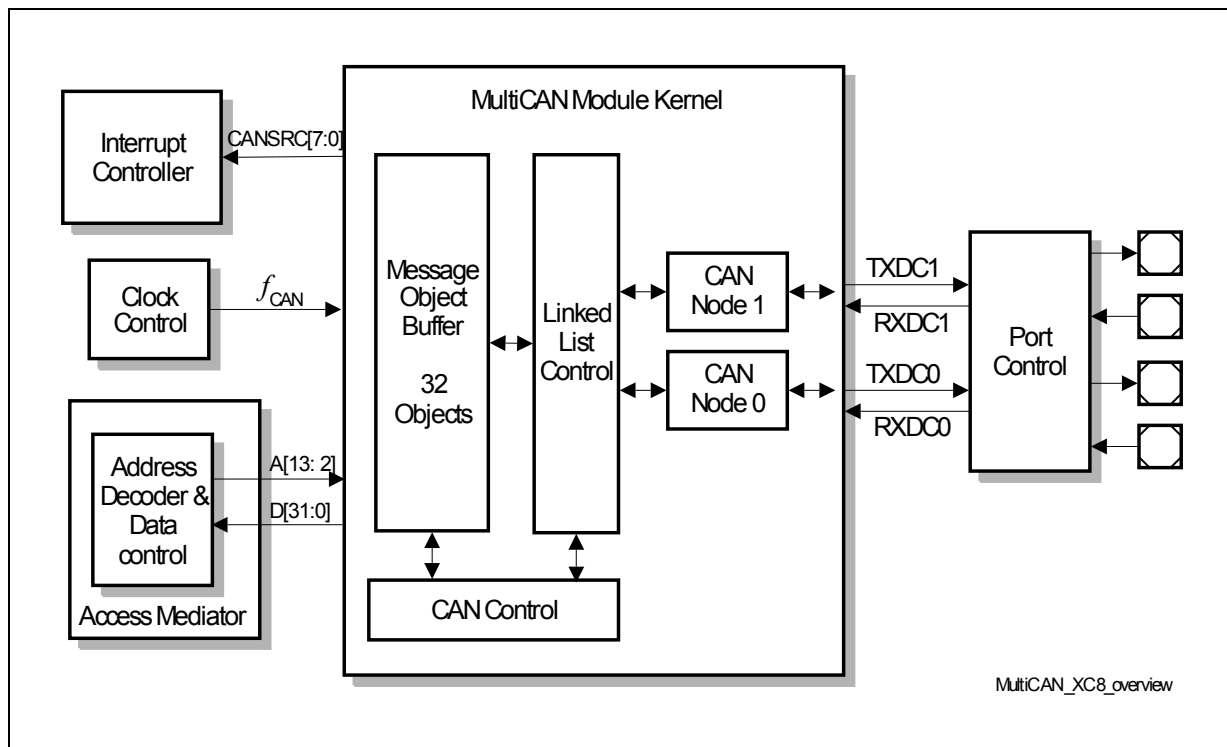 MultiCAN Module Kernel
Interrupt
Controller
CANSRC[7:0]
Clock
Control
fCAN
Address
Decoder &
Data
control
Access Mediator
A[13: 2]
D[31:0]
Message
Object
Buffer
32
Objects
Linked
List
Control
CAN
Node 1
CAN
Node 0
CAN Control
TXDC1
RXDC1
TXDC0
RXDC0
Port
Control
MultiCAN_XC8_overview